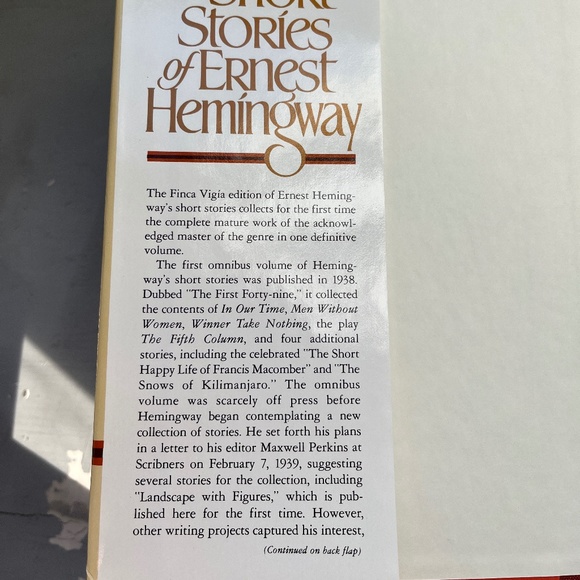 Short
Stories
of Ernest
Hemingway
The Finca Vigía edition of Ernest Heming-
way's short stories collects for the first time
the complete mature work of the acknowl-
edged master of the genre in one definitive
volume.
The first omnibus volume of Heming-
way's short stories was published in 1938.
Dubbed "The First Forty-nine," it collected
the contents of In Our Time, Men Without
Women, Winner Take Nothing, the play
The Fifth Column, and four additional
stories, including the celebrated "The Short
Happy Life of Francis Macomber" and "The
Snows of Kilimanjaro." The omnibus
volume was scarcely off press before
Hemingway began contemplating a new
collection of stories. He set forth his plans
in a letter to his editor Maxwell Perkins at
Scribners on February 7, 1939, suggesting
several stories for the collection, including
"Landscape with Figures," which is pub-
lished here for the first time. However,
other writing projects captured his interest,
(Continued on back flap)